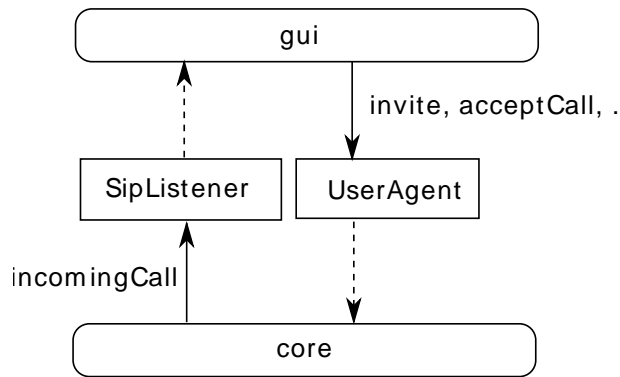 gui
invite, acceptCall, .
SipListener
UserAgent
incomingCall
core